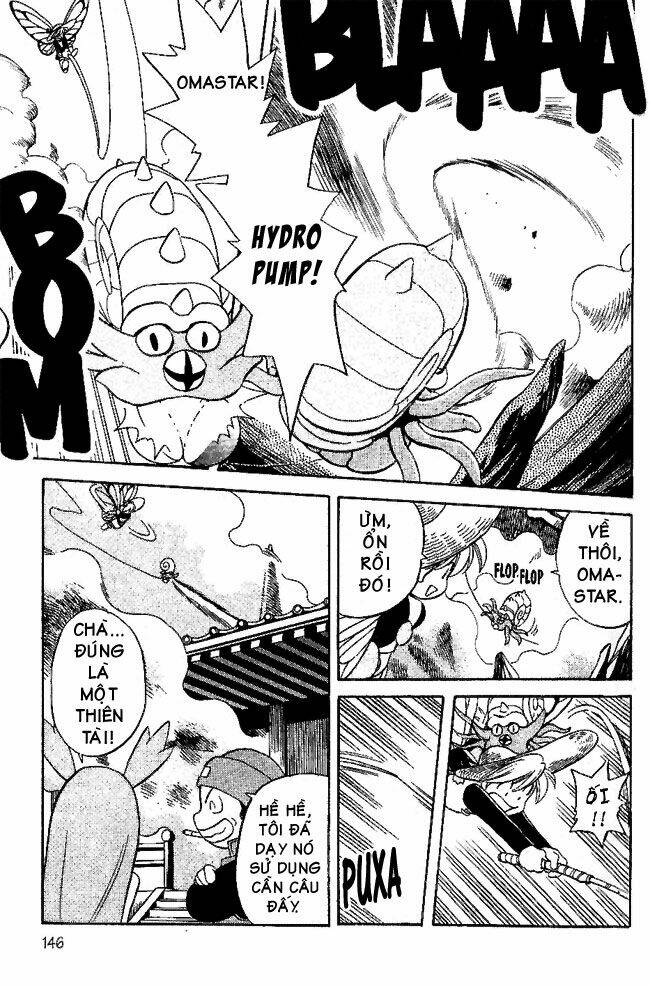 BLAAAA
OMASTAR!
HYDRO
PUMP!
BOM
VỀ
THÔI,
OMA-
STAR.
FLOP FLOP
ỪM,
ỔN
RỒI
ĐÓ!
ỐI
!!
PUXA
CHÀ...
ĐÚNG
LÀ
MỘT
THIÊN
TÀI!
HỀ HỀ,
TÔI ĐÃ
DẠY NÓ
SỬ DỤNG
CẦN CÂU
ĐẤY.
146